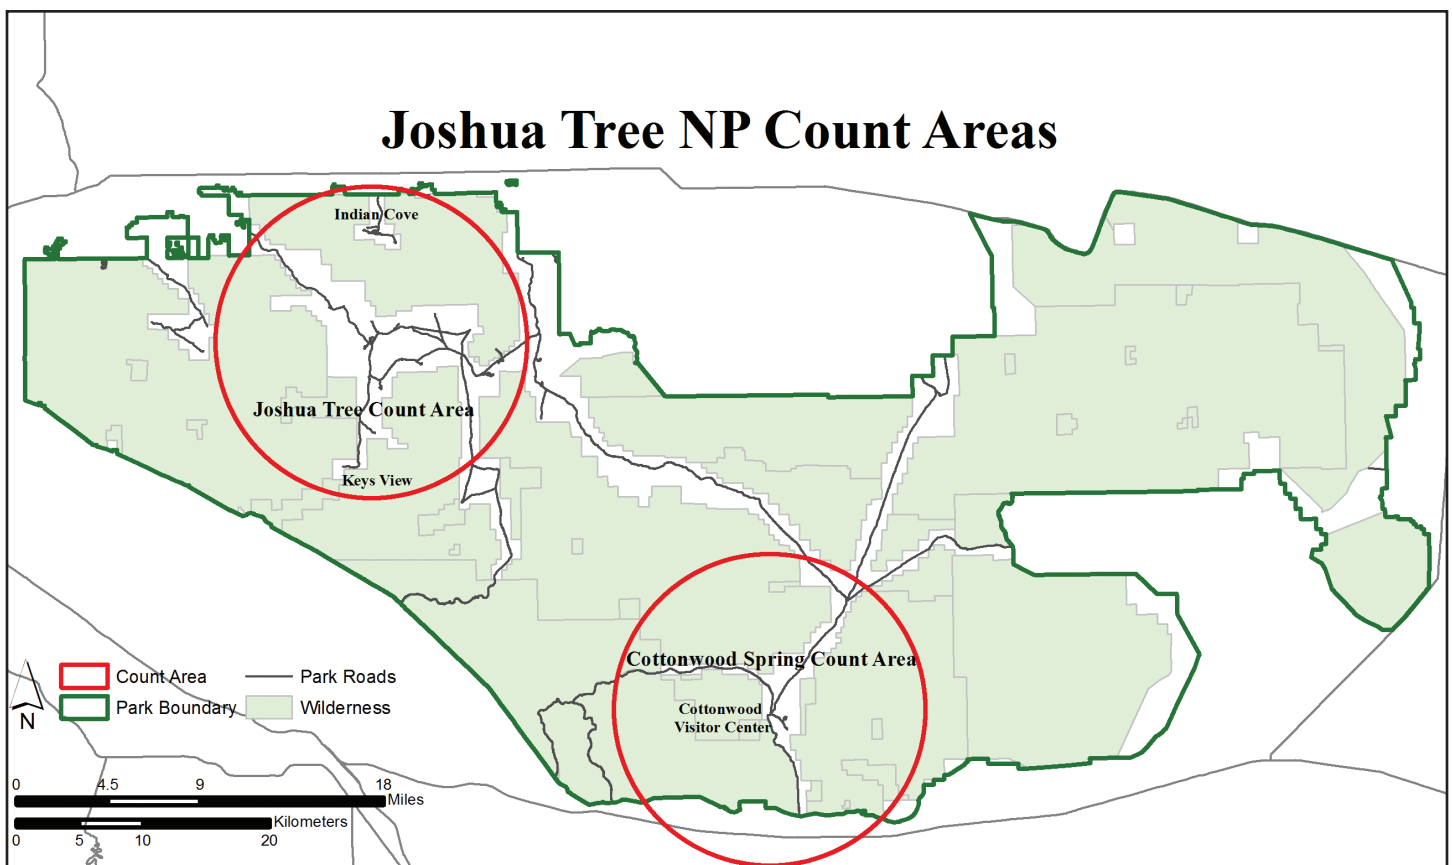 Joshua Tree NP Count Areas
Indian Cove
Joshua Tree Count Area
Keys View
Cottonwood Spring Count Area
Cottonwood
Visitor Center
N
Count Area
Park Roads
Park Boundary
Wilderness
0 4.5 9 18
Miles
Kilometers
0 5 10 20